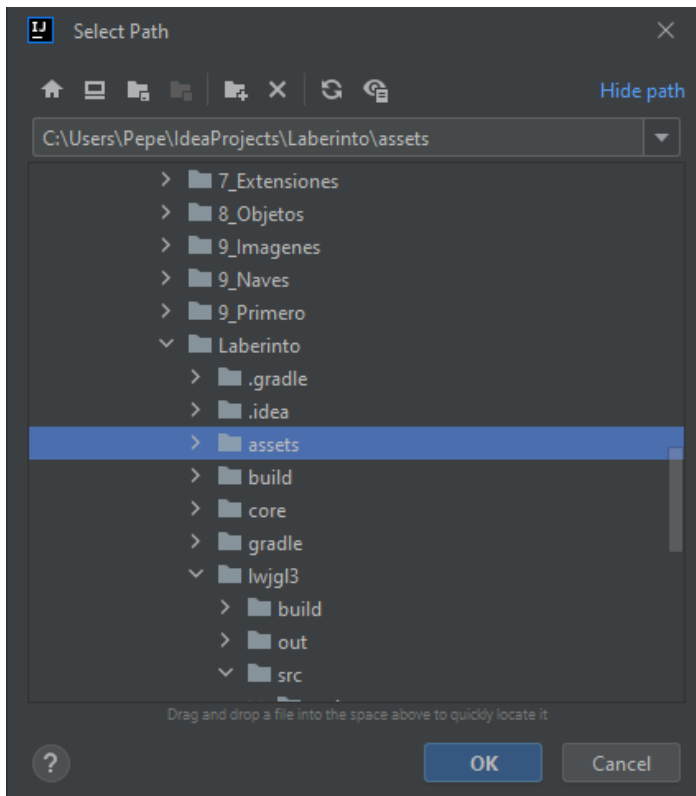 IJ
Select Path
Hide path
C:\Users\Pepe\IdeaProjects\Laberinto\assets
7_Extensiones
8_Objetos
9_Imagenes
9_Naves
9_Primero
Laberinto
.gradle
.idea
assets
build
core
gradle
lwjgl3
build
out
src
Drag and drop a file into the space above to quickly locate it
?
OK
Cancel